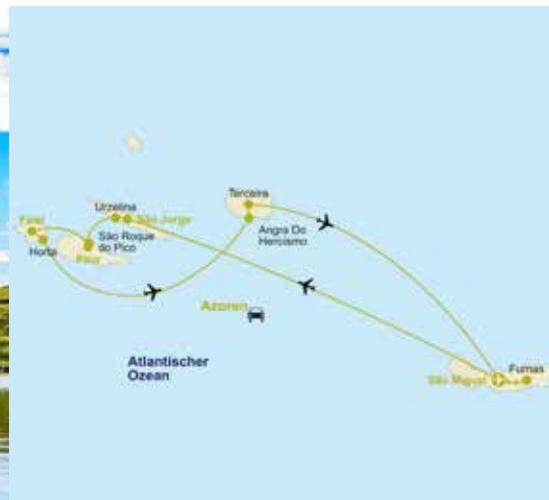 Urzelina
São Jorge
Terceira
Faial
São Roque
do Pico
Angra Do
Heroismo
Horta
Pico
Azoren
Atlantischer
Ozean
Furnas
São Miguel